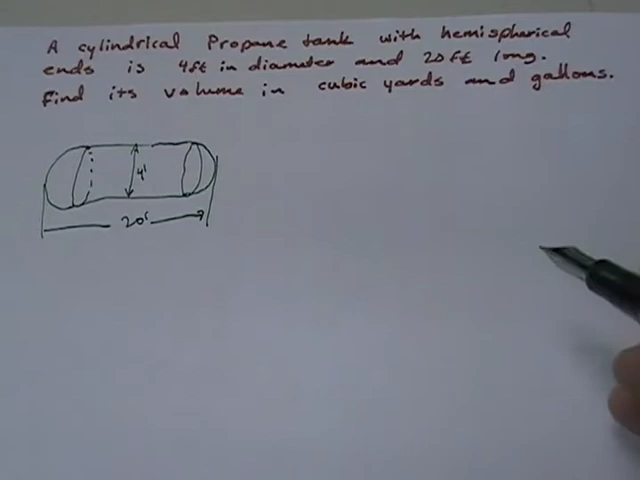 A cylindrical Propane tank with hemispherical
ends is 4ft in diameter and 20ft long.
Find its volume in cubic yards and gallons.
4'
20'